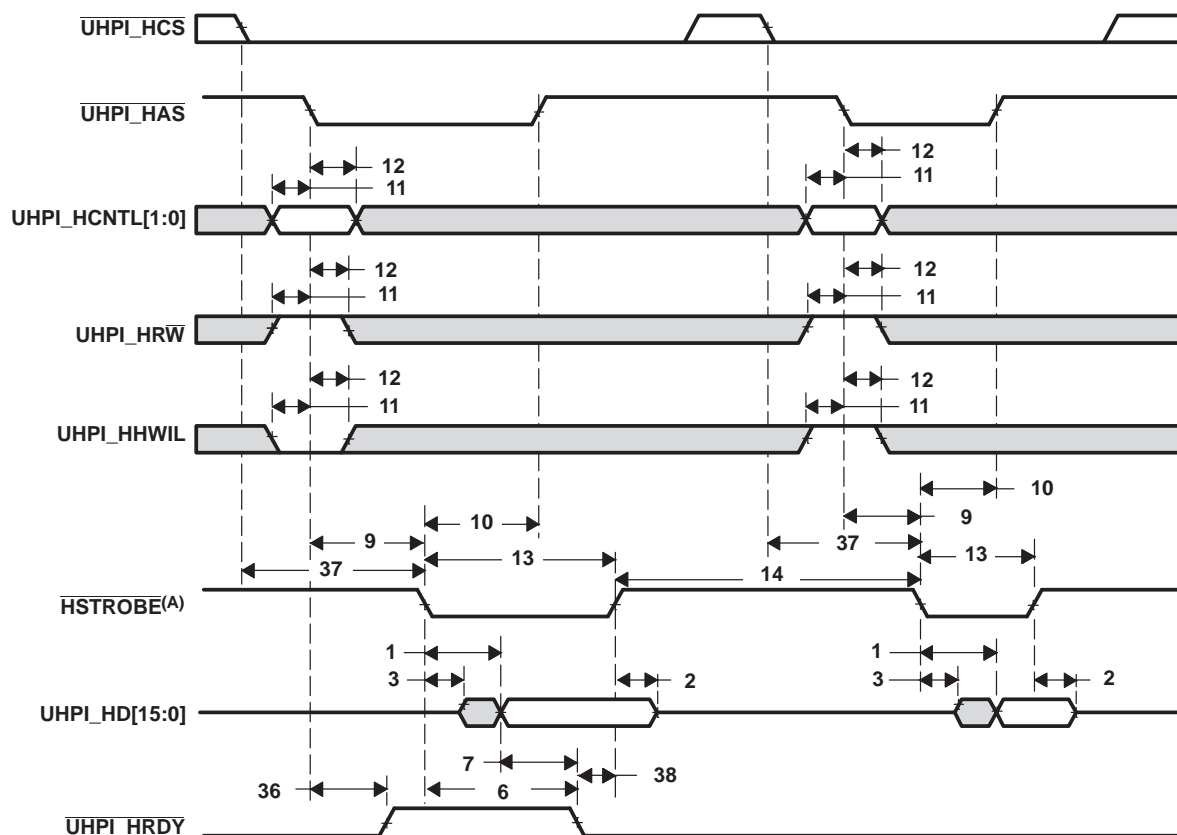 UHPI_HCS
UHPI_HAS
12 12
11 11
UHPI_HCNTL[1:0]
12 12
11 11
UHPI_HRW
12 12
11 11
UHPI_HHWIL
10
10 9
9 13 37 13
37 14
HSTROBE(A)
1 1
3 2 3 2
UHPI_HD[15:0]
7 38
36 6
UHPI_HRDY